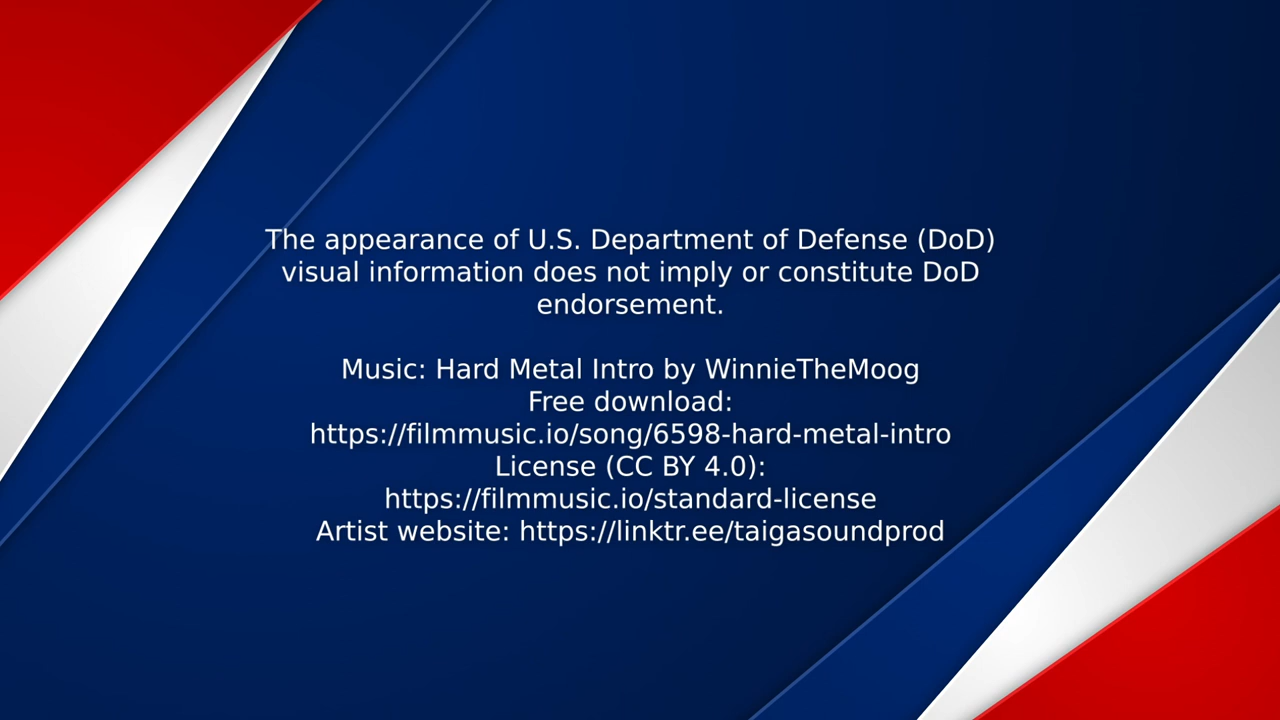 The appearance of U.S. Department of Defense (DoD)
visual information does not imply or constitute DoD
endorsement.
Music: Hard Metal Intro by WinnieTheMoog
Free download:
https://filmmusic.io/song/6598-hard-metal-intro
License (CC BY 4.0):
https://filmmusic.io/standard-license
Artist website: https://linktr.ee/taigasoundprod